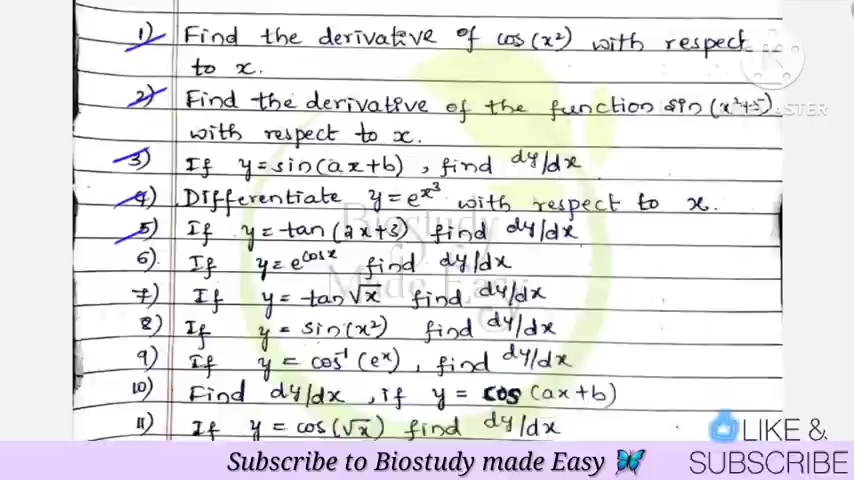 1) Find the derivative of cos(x²) with respect
to x.
2) Find the derivative of the function sin(x²+5)
with respect to x.
3) If y=sin(ax+b), find dy/dx
4) Differentiate y=e^x³ with respect to x.
5) If y=tan(2x+3) find dy/dx
6) If y=e^cosx find dy/dx
7) If y=tan√x find dy/dx
8) If y=sin(x²) find dy/dx
9) If y=cos⁻¹(eˣ), find dy/dx
10) Find dy/dx, if y=cos(ax+b)
11) If y=cos(√x) find dy/dx
Biostudy
Made Easy
LIKE &
SUBSCRIBE
Subscribe to Biostudy made Easy 🦋